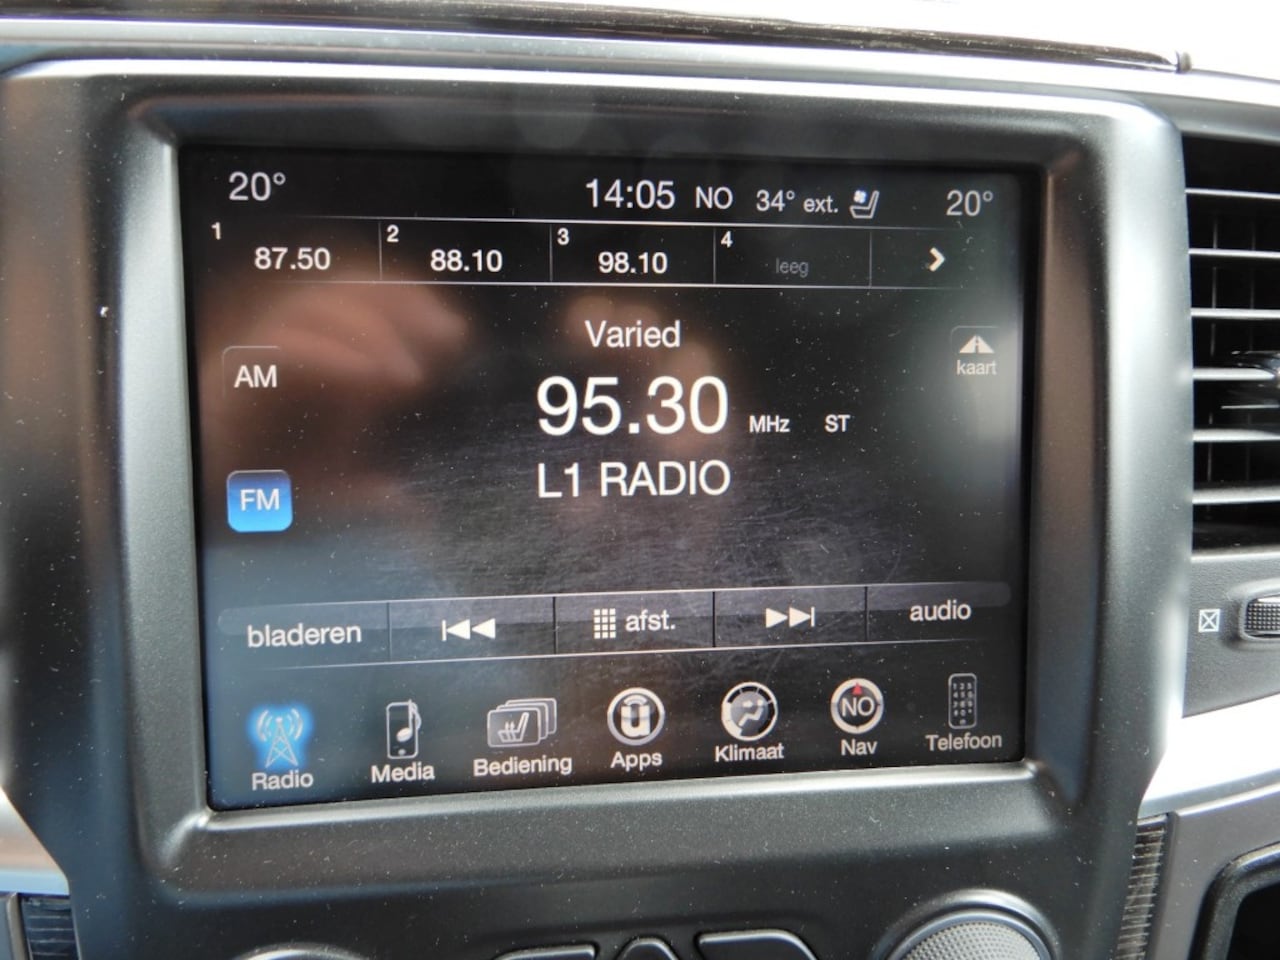 20° 14:05 NO 34° ext. 20°
1 87.50 2 88.10 3 98.10 4 leeg
Varied
AM 95.30 MHz ST kaart
L1 RADIO
FM
bladeren afst. audio
Radio Media Bediening Apps Klimaat NO Nav Telefoon